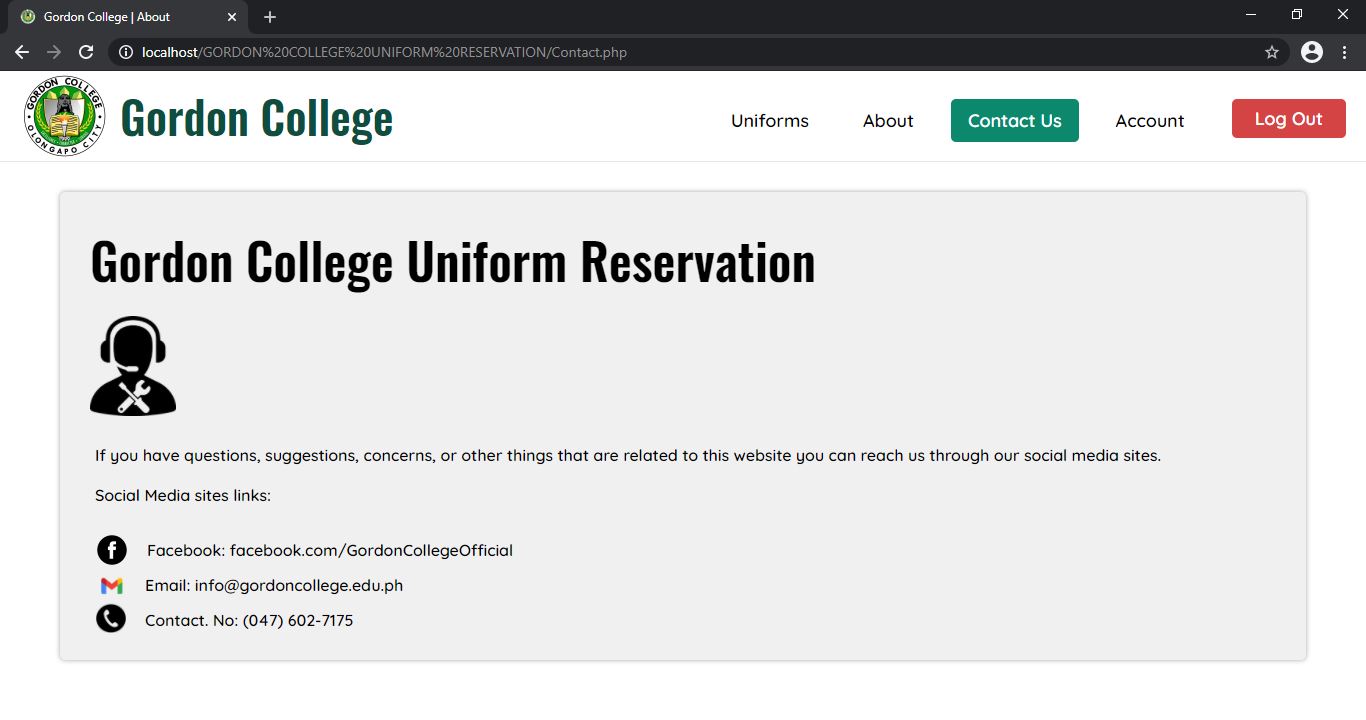 Gordon College | About
localhost/GORDON%20COLLEGE%20UNIFORM%20RESERVATION/Contact.php
GORDON COLLEGE
OLONGAPO CITY
Gordon College
Uniforms
About
Contact Us
Account
Log Out
Gordon College Uniform Reservation
If you have questions, suggestions, concerns, or other things that are related to this website you can reach us through our social media sites.
Social Media sites links:
Facebook: facebook.com/GordonCollegeOfficial
Email: info@gordoncollege.edu.ph
Contact. No: (047) 602-7175